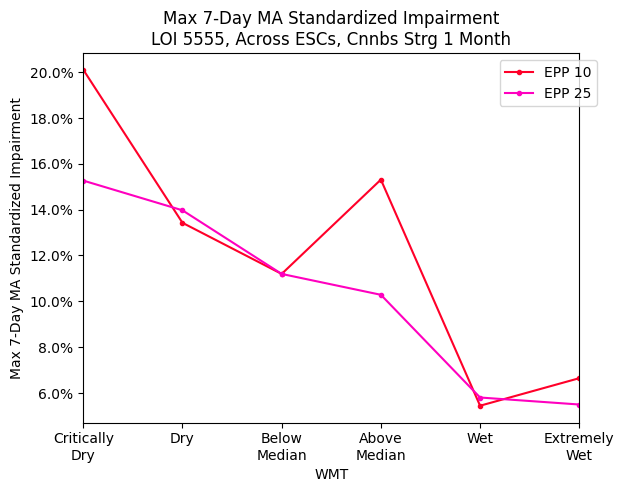 Max 7-Day MA Standardized Impairment
LOI 5555, Across ESCs, Cnnbs Strg 1 Month
EPP 10
EPP 25
Max 7-Day MA Standardized Impairment
20.0%
18.0%
16.0%
14.0%
12.0%
10.0%
8.0%
6.0%
Critically
Dry
Dry
Below
Median
Above
Median
Wet
Extremely
Wet
WMT